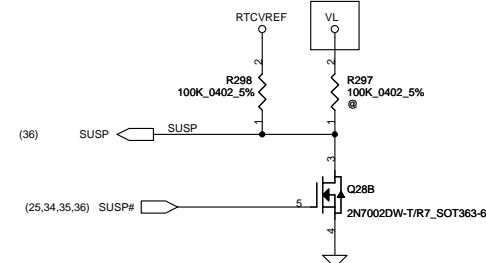 RTCVREF
VL
2
2
R298
100K_0402_5%
R297
100K_0402_5%
@
1
1
(36)
SUSP
SUSP
3
Q28B
(25,34,35,36)
SUSP#
5
2N7002DW-T/R7_SOT363-6
4